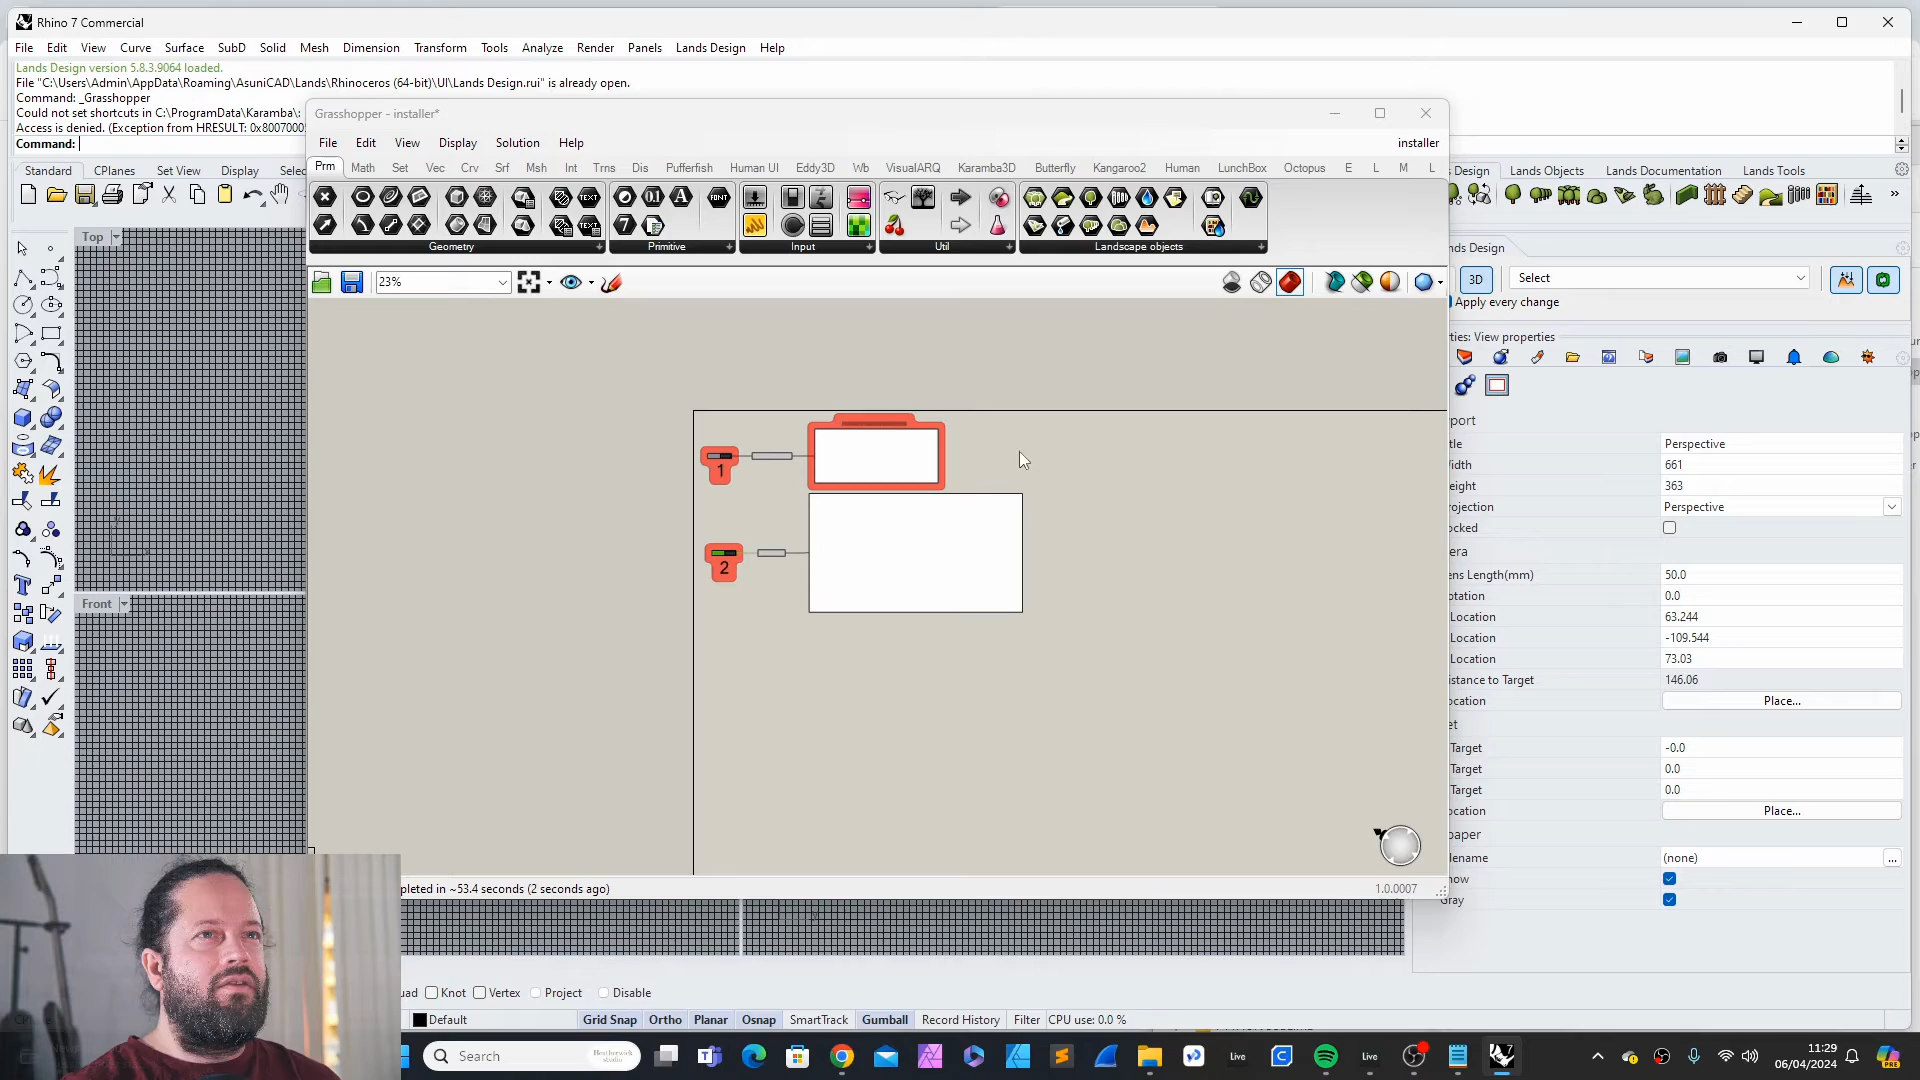 Rhino 7 Commercial
File Edit View Curve Surface SubD Solid Mesh Dimension Transform Tools Analyze Render Panels Lands Design Help
Lands Design version 5.8.3.9064 loaded.
File "C:\Users\Admin\AppData\Roaming\AsuniCAD\Lands\Rhinoceros (64-bit)\UI\Lands Design.rui" is already open.
Command: _Grasshopper
Could not set shortcuts in C:\ProgramData\Karamba\:
Access is denied. (Exception from HRESULT: 0x8007000
Command:
Grasshopper - installer*
File Edit View Display Solution Help
installer
Standard CPlanes Set View Display Selec
Prm Math Set Vec Crv Srf Msh Int Trns Dis Pufferfish Human UI Eddy3D Wb VisualARQ Karamba3D Butterfly Kangaroo2 Human LunchBox Octopus E L M L
Design Lands Objects Lands Documentation Lands Tools
Geometry Primitive Input Util Landscape objects
Top
Front
23%
nds Design
3D Select
Apply every change
ties: View properties
port
tle Perspective
idth 661
eight 363
rojection Perspective
ocked
era
ens Length(mm) 50.0
otation 0.0
Location 63.244
Location -109.544
Location 73.03
istance to Target 146.06
ocation Place...
et
Target -0.0
Target 0.0
Target 0.0
ocation Place...
paper
lename (none) ...
how
Gray
1
2
pleted in ~53.4 seconds (2 seconds ago)
1.0.0007
uad Knot Vertex Project Disable
Default Grid Snap Ortho Planar Osnap SmartTrack Gumball Record History Filter CPU use: 0.0 %
Search
Heatherwick studio
Live
Live
11:29
06/04/2024
PRE